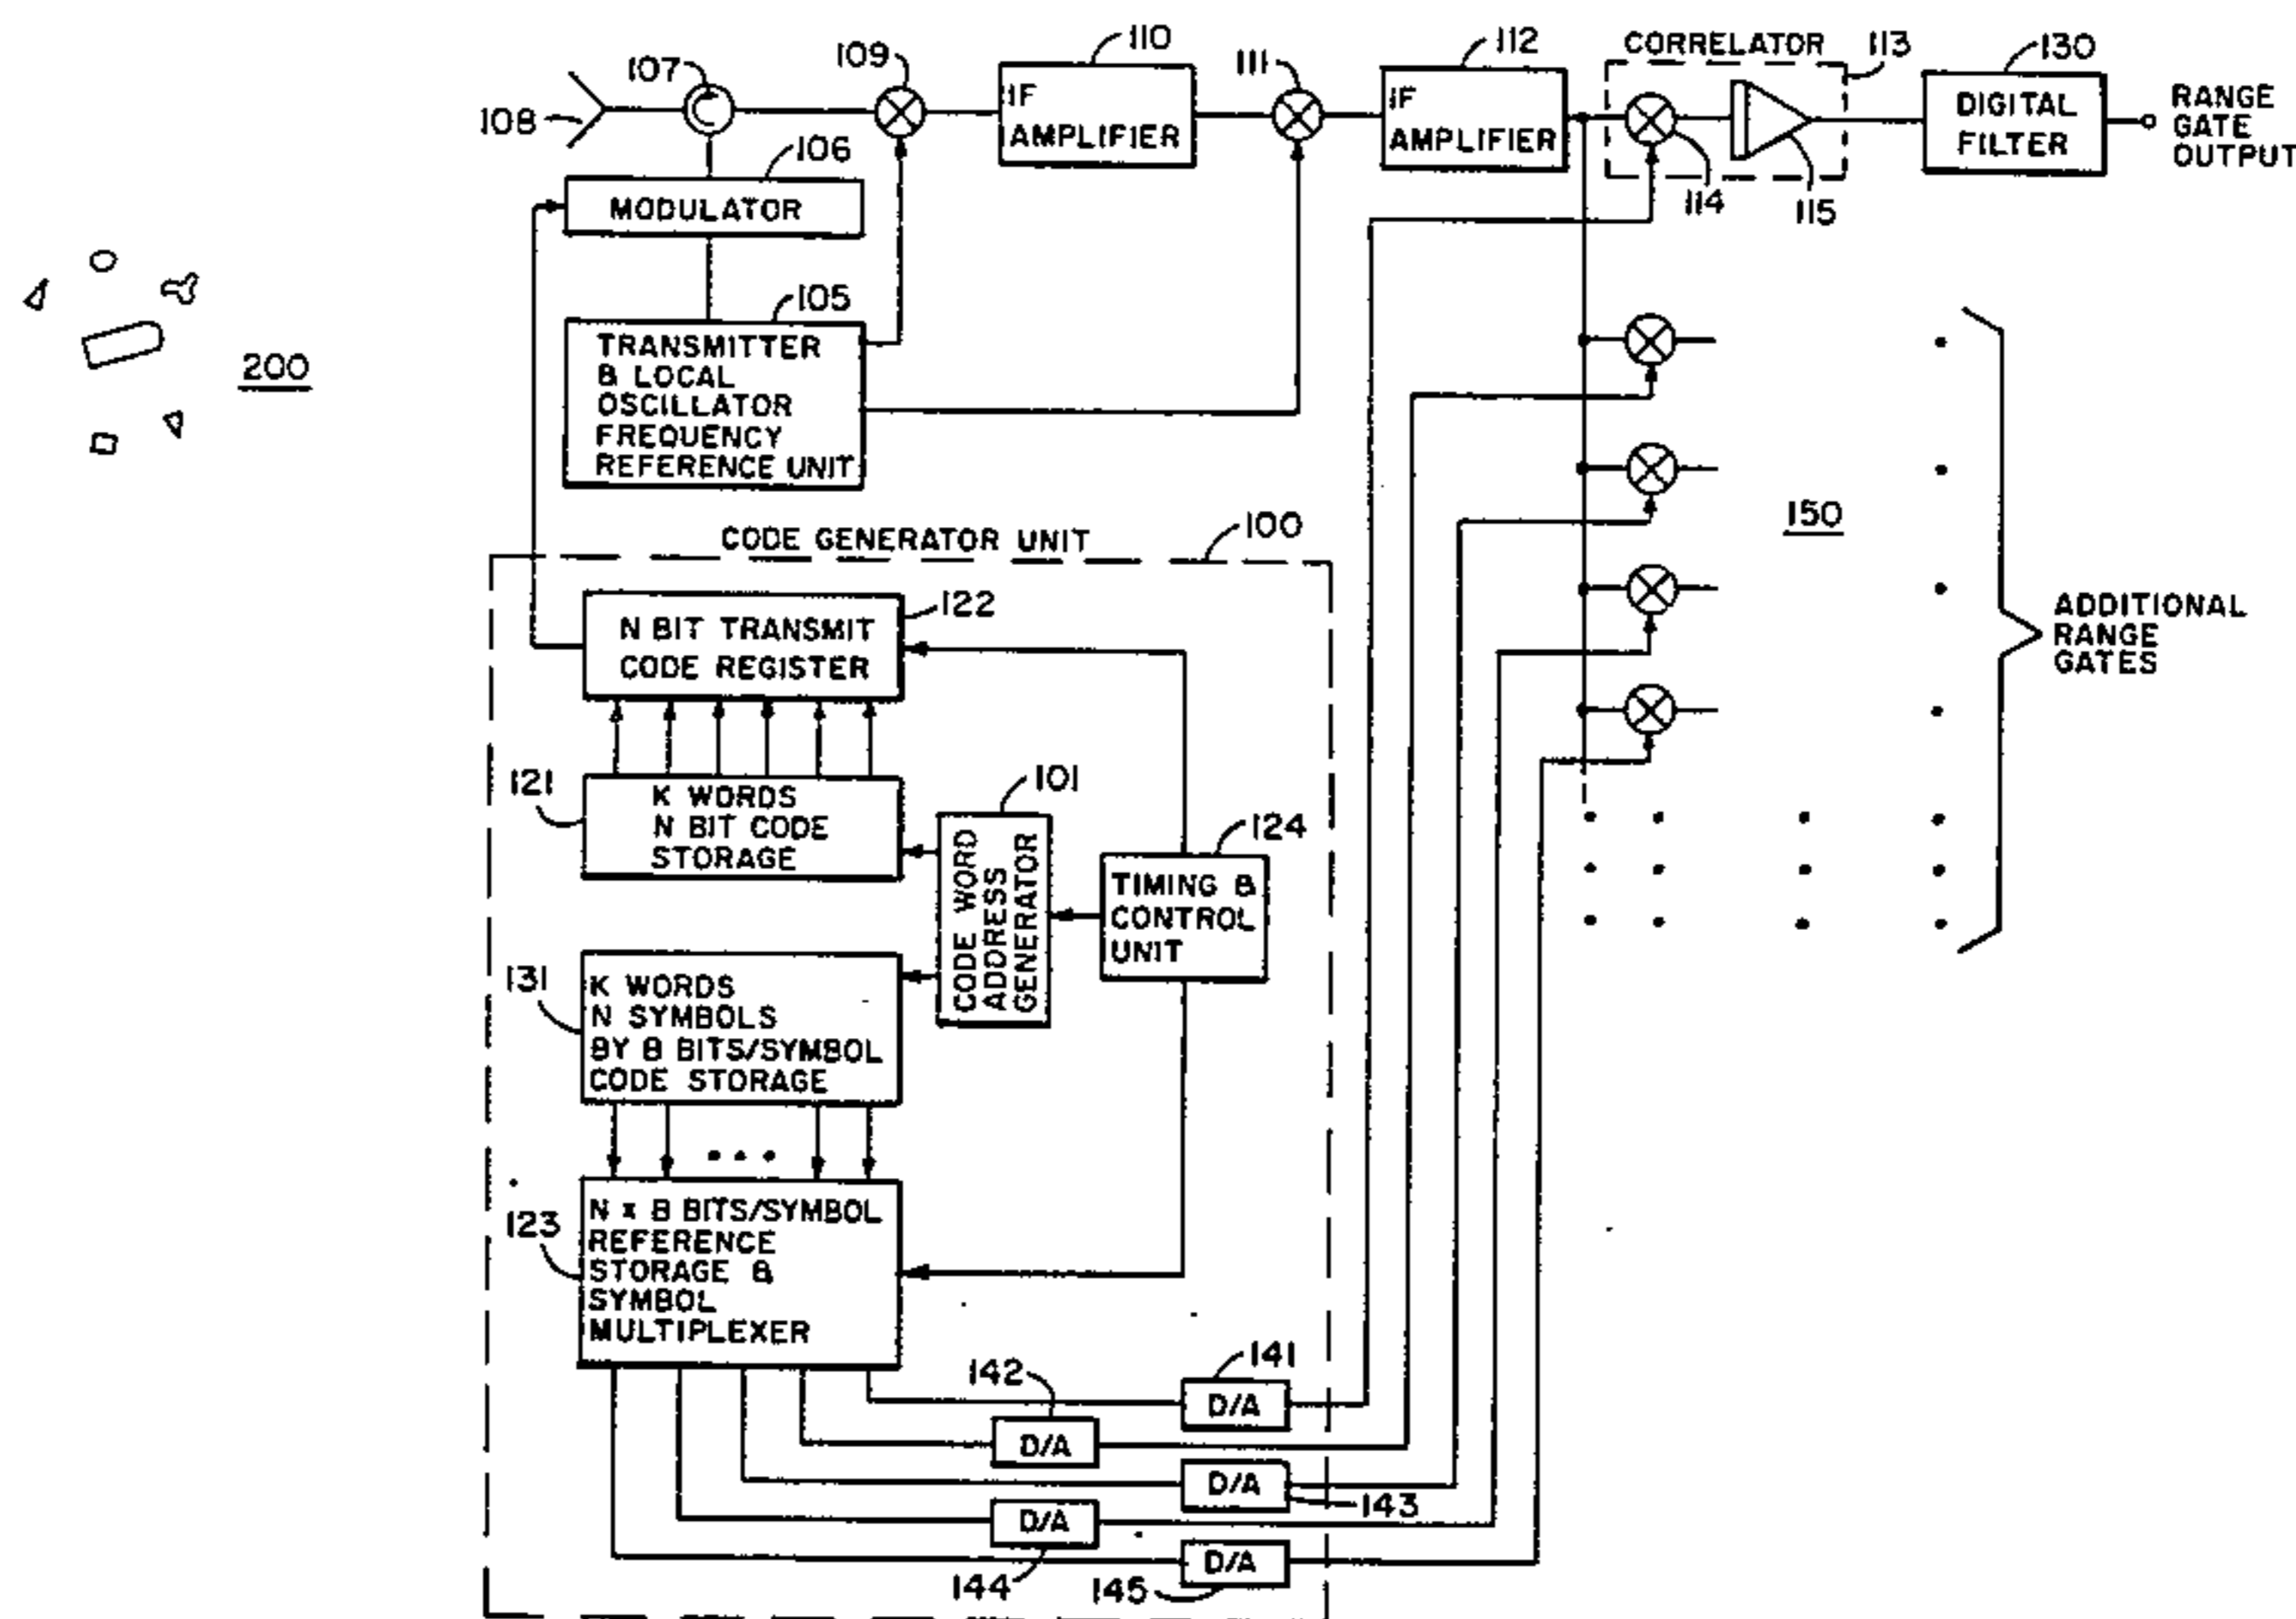 110
112
CORRELATOR
113
130
109
107
111
108
IF
AMPLIFIER
IF
AMPLIFIER
DIGITAL
FILTER
RANGE
GATE
OUTPUT
106
114
115
MODULATOR
105
200
TRANSMITTER
& LOCAL
OSCILLATOR
FREQUENCY
REFERENCE UNIT
150
CODE GENERATOR UNIT
100
122
N BIT TRANSMIT
CODE REGISTER
ADDITIONAL
RANGE
GATES
121
K WORDS
N BIT CODE
STORAGE
101
CODE WORD
ADDRESS
GENERATOR
124
TIMING &
CONTROL
UNIT
131
K WORDS
N SYMBOLS
BY B BITS/SYMBOL
CODE STORAGE
123
N x B BITS/SYMBOL
REFERENCE
STORAGE &
SYMBOL
MULTIPLEXER
141
D/A
142
D/A
D/A
143
D/A
144
D/A
145